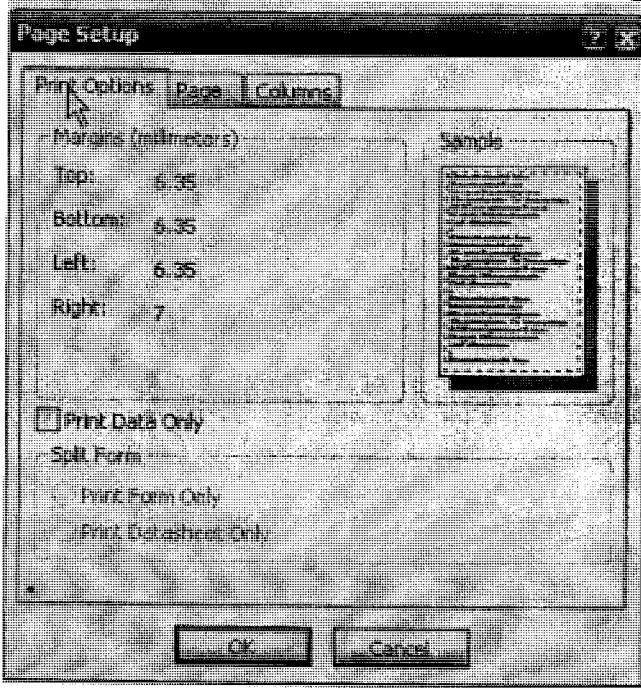 Page Setup
Print Options Page Columns
Margins (milimeters)
Sample
Top: 6.35
Bottom: 6.35
Left: 6.35
Right: 7
Print Data Only
Split Form
Print Form Only
Print Datasheet Only
OK Cancel